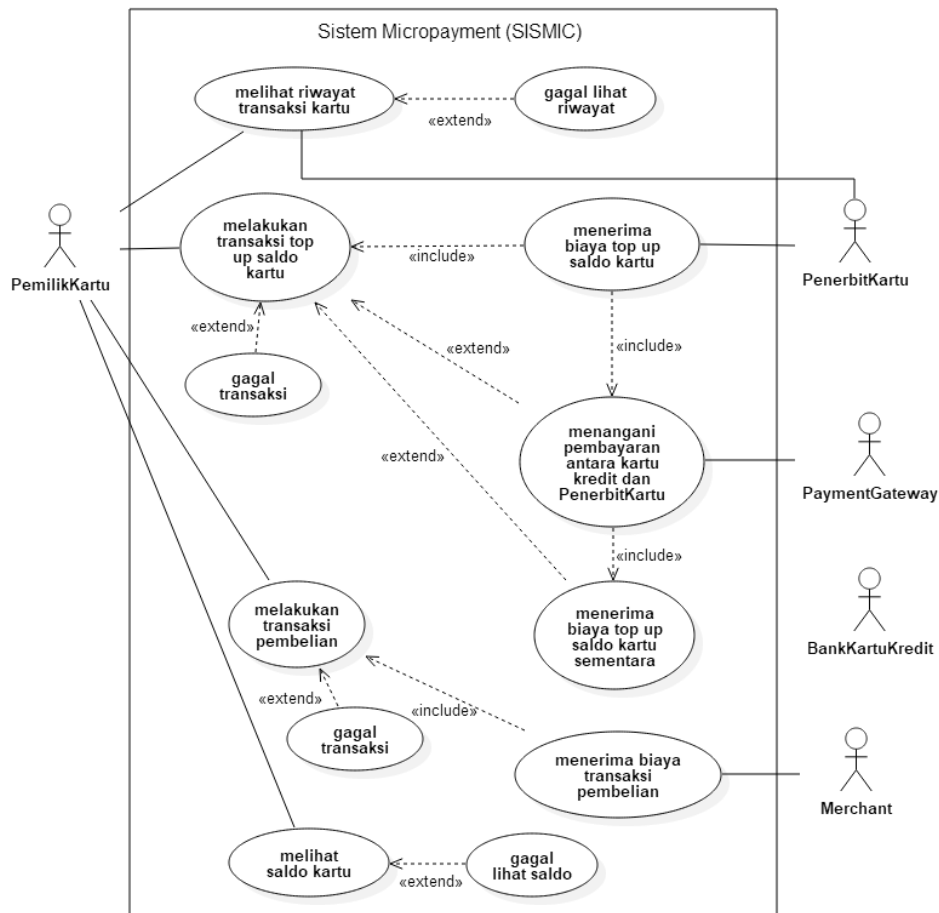 Sistem Micropayment (SISMIC)
melihat riwayat
transaksi kartu
«extend»
gagal lihat
riwayat
PemilikKartu
melakukan
transaksi top
up saldo
kartu
«include»
menerima
biaya top up
saldo kartu
PenerbitKartu
«extend»
gagal
transaksi
«extend»
«include»
menangani
pembayaran
antara kartu
kredit dan
PenerbitKartu
PaymentGateway
«extend»
«include»
melakukan
transaksi
pembelian
menerima
biaya top up
saldo kartu
sementara
BankKartuKredit
«extend»
gagal
transaksi
«include»
menerima biaya
transaksi
pembelian
Merchant
melihat
saldo kartu
«extend»
gagal
lihat saldo